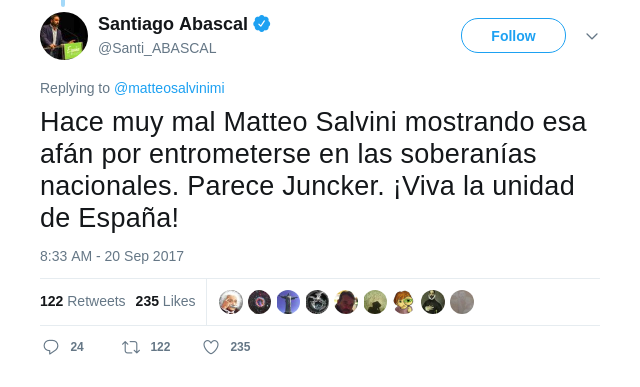 Santiago Abascal
@Santi_ABASCAL
Follow
Replying to @matteosalvinimi
Hace muy mal Matteo Salvini mostrando esa
afán por entrometerse en las soberanías
nacionales. Parece Juncker. ¡Viva la unidad
de España!
8:33 AM - 20 Sep 2017
122 Retweets 235 Likes
24 122 235